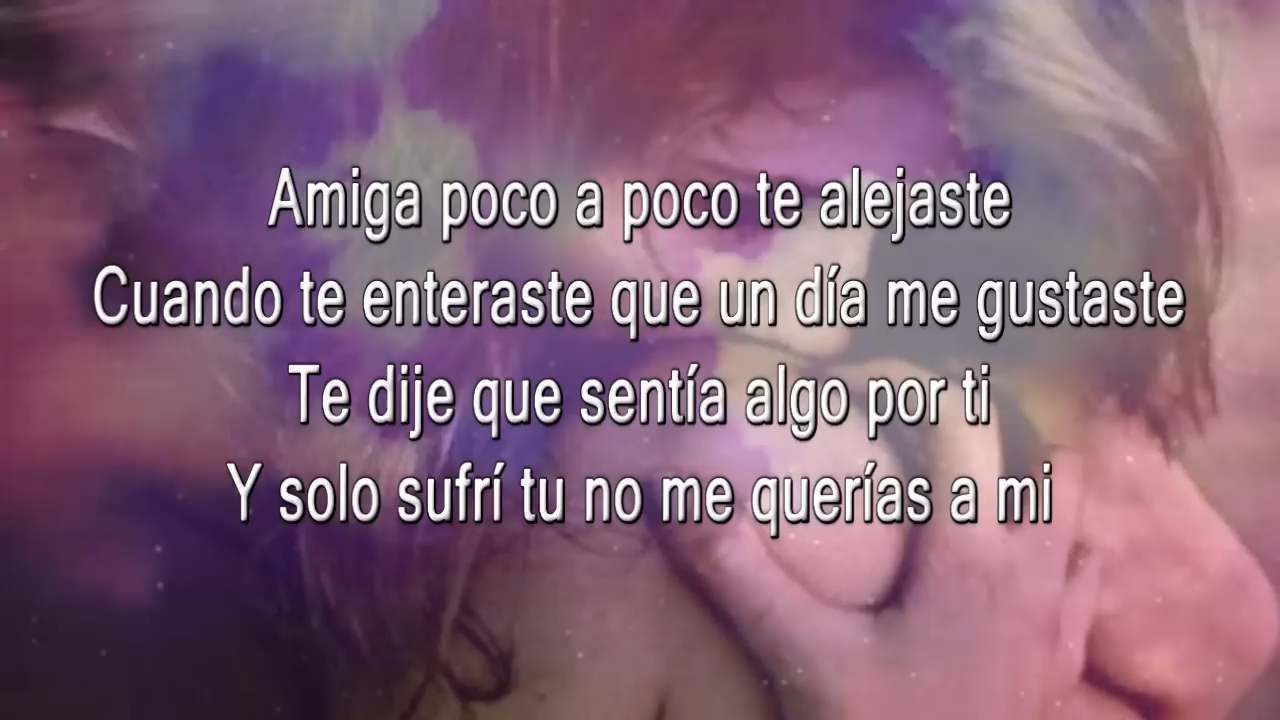 Amiga poco a poco te alejaste
Cuando te enteraste que un día me gustaste
Te dije que sentía algo por ti
Y solo sufrí tu no me querías a mi